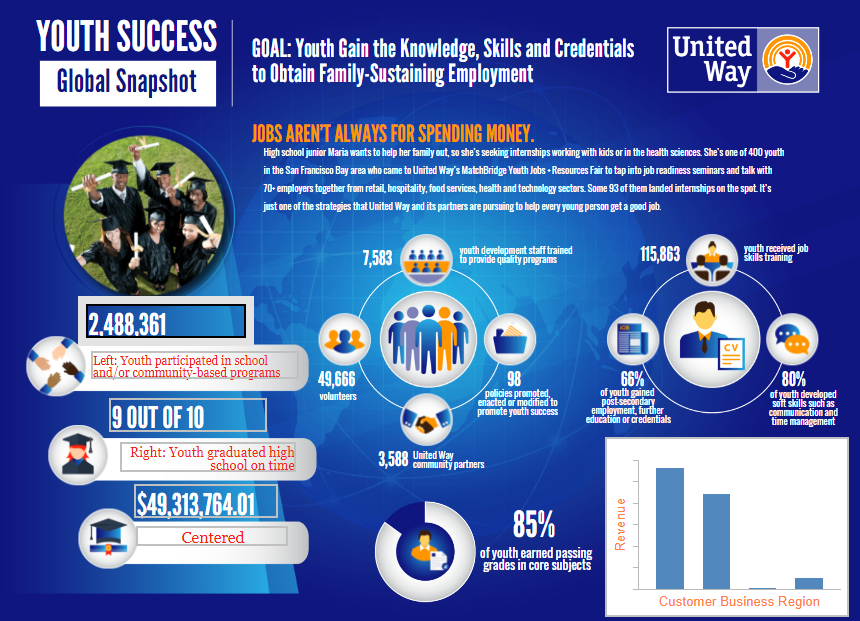 YOUTH SUCCESS
Global Snapshot
GOAL: Youth Gain the Knowledge, Skills and Credentials
to Obtain Family-Sustaining Employment
United
Way
JOBS AREN'T ALWAYS FOR SPENDING MONEY.
High school junior Maria wants to help her family out, so she's seeking internships working with kids or in the health sciences. She's one of 400 youth
in the San Francisco Bay area who came to United Way's MatchBridge Youth Jobs + Resources Fair to tap into job readiness seminars and talk with
70+ employers together from retail, hospitality, food services, health and technology sectors. Some 93 of them landed internships on the spot. It's
just one of the strategies that United Way and its partners are pursuing to help every young person get a good job.
2,488,361
Left: Youth participated in school
and/or community-based programs
9 OUT OF 10
Right: Youth graduated high
school on time
$49,313,764.01
Centered
7,583
youth development staff trained
to provide quality programs
49,666
volunteers
98
policies promoted,
enacted or modified to
promote youth success
3,588
United Way
community partners
115,863
youth received job
skills training
JOB
CV
66%
of youth gained
post-secondary
employment, further
education or credentials
80%
of youth developed
soft skills such as
communication and
time management
85%
of youth earned passing
grades in core subjects
Revenue
Customer Business Region